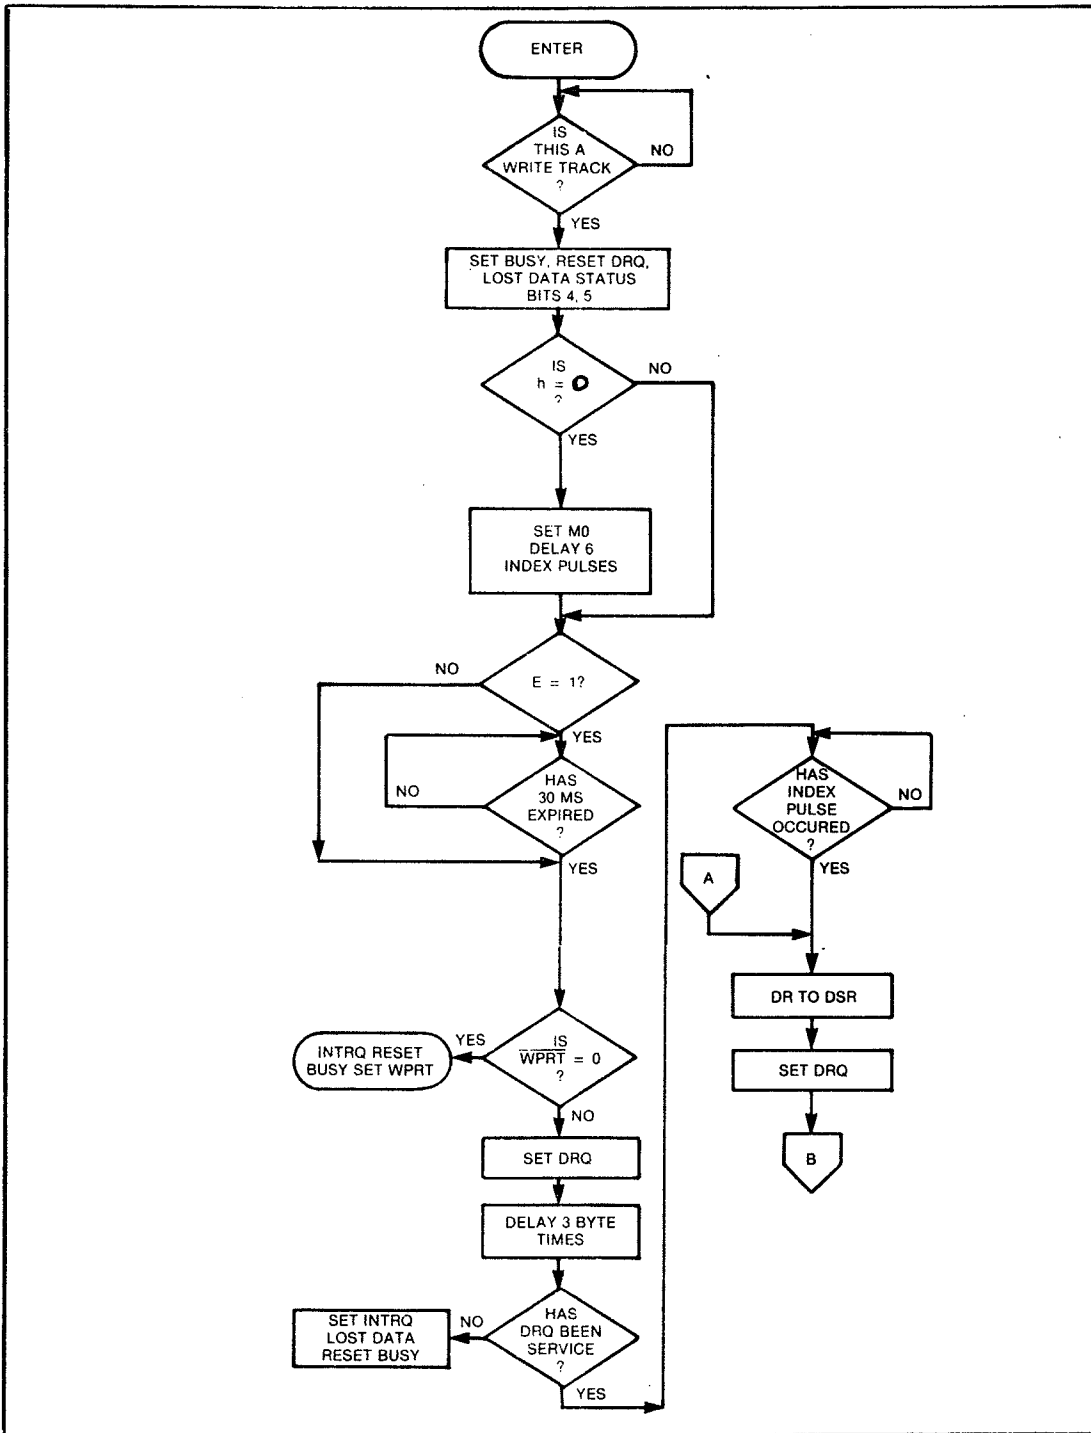 ENTER
IS
THIS A
WRITE TRACK
?
NO
YES
SET BUSY, RESET DRQ,
LOST DATA STATUS
BITS 4, 5
IS
h = 0
?
NO
YES
SET M0
DELAY 6
INDEX PULSES
NO
E = 1?
YES
HAS
30 MS
EXPIRED
?
NO
YES
IS
WPRT = 0
?
YES
INTRQ RESET
BUSY SET WPRT
NO
SET DRQ
DELAY 3 BYTE
TIMES
HAS
DRQ BEEN
SERVICE
?
NO
SET INTRQ
LOST DATA
RESET BUSY
YES
HAS
INDEX
PULSE
OCCURED
?
NO
YES
A
DR TO DSR
SET DRQ
B